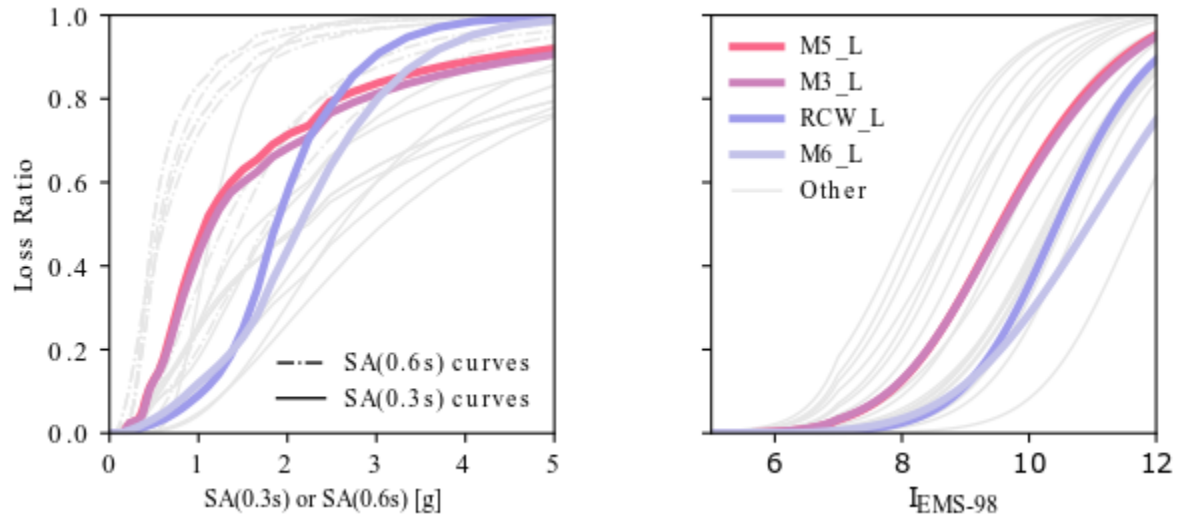 1.0
0.8
0.6
0.4
0.2
0.0
Loss Ratio
0 1 2 3 4 5
SA(0.3s) or SA(0.6s) [g]
SA(0.6s) curves
SA(0.3s) curves
M5_L
M3_L
RCW_L
M6_L
Other
6 8 10 12
IEMS-98